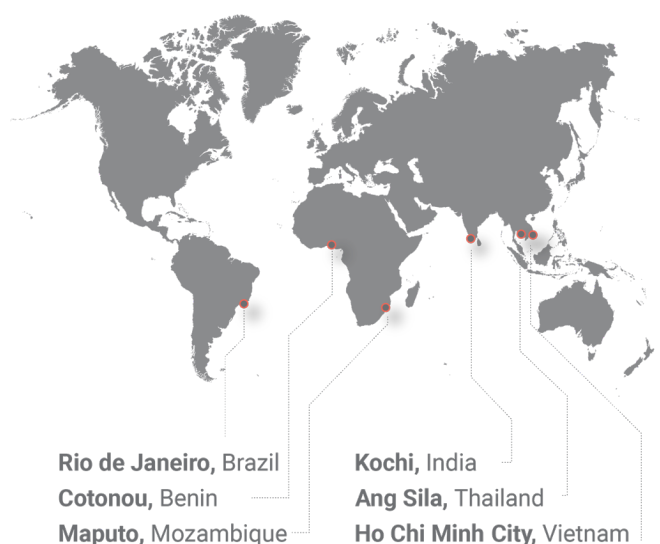 Rio de Janeiro, Brazil
Cotonou, Benin
Maputo, Mozambique
Kochi, India
Ang Sila, Thailand
Ho Chi Minh City, Vietnam